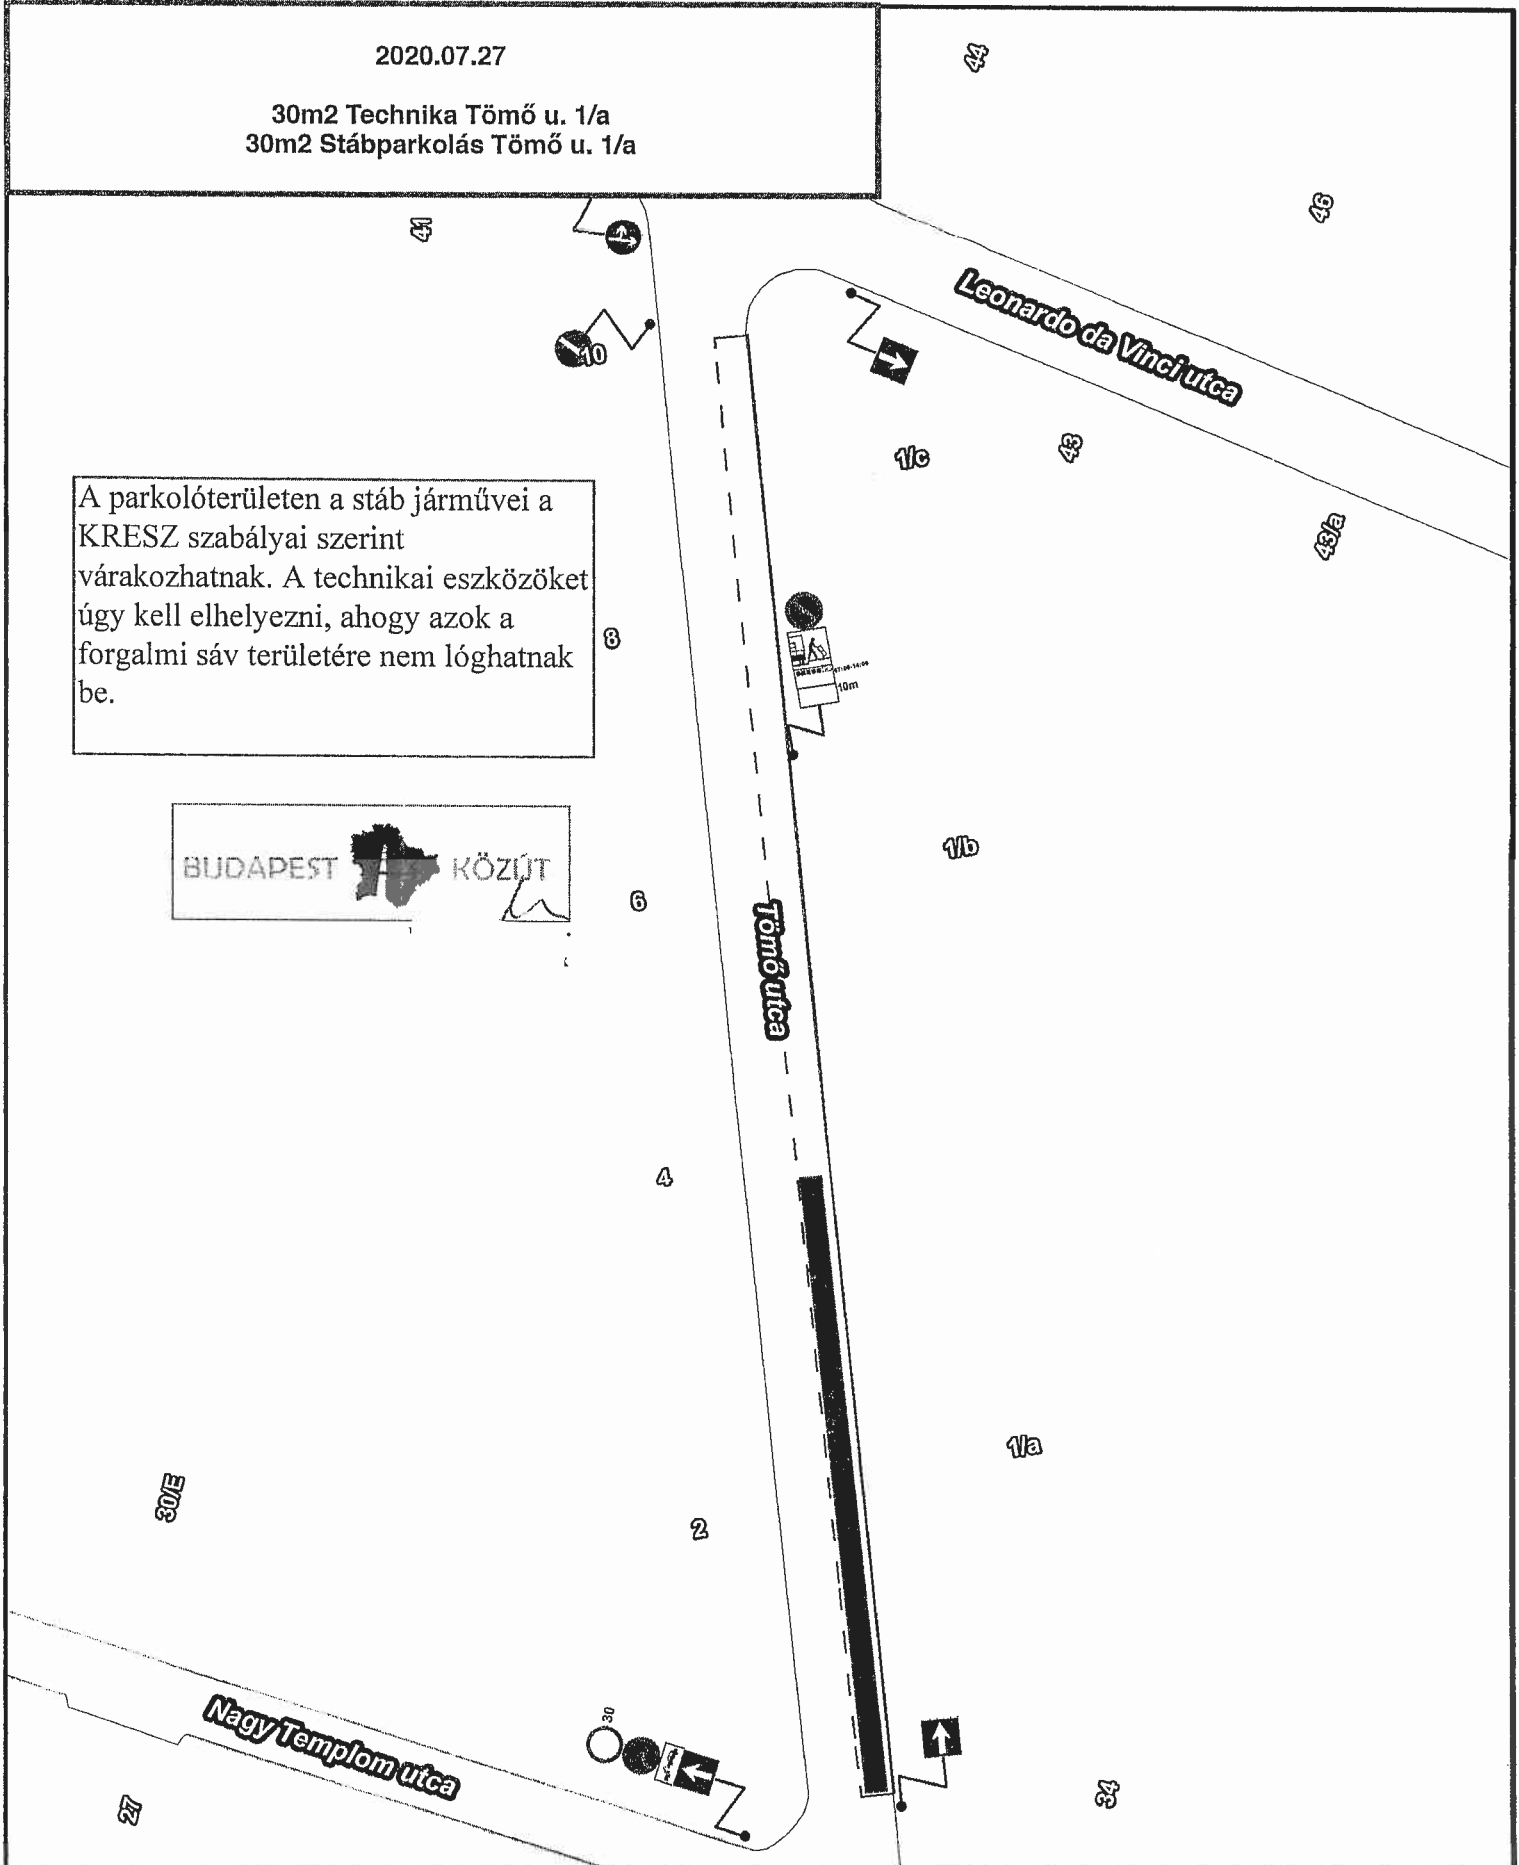 2020.07.27
30m2 Technika Tömő u. 1/a
30m2 Stábparkolás Tömő u. 1/a
44
46
41
Leonardo da Vinci utca
10
1/c
43
43/a
A parkolóterületen a stáb járművei a
KRESZ szabályai szerint
várakozhatnak. A technikai eszközöket
úgy kell elhelyezni, ahogy azok a
forgalmi sáv területére nem lóghatnak
be.
8
10m
BUDAPEST KÖZÚT
6
1/b
Tömő utca
4
1/a
30/E
2
Nagy Templom utca
30
27
34